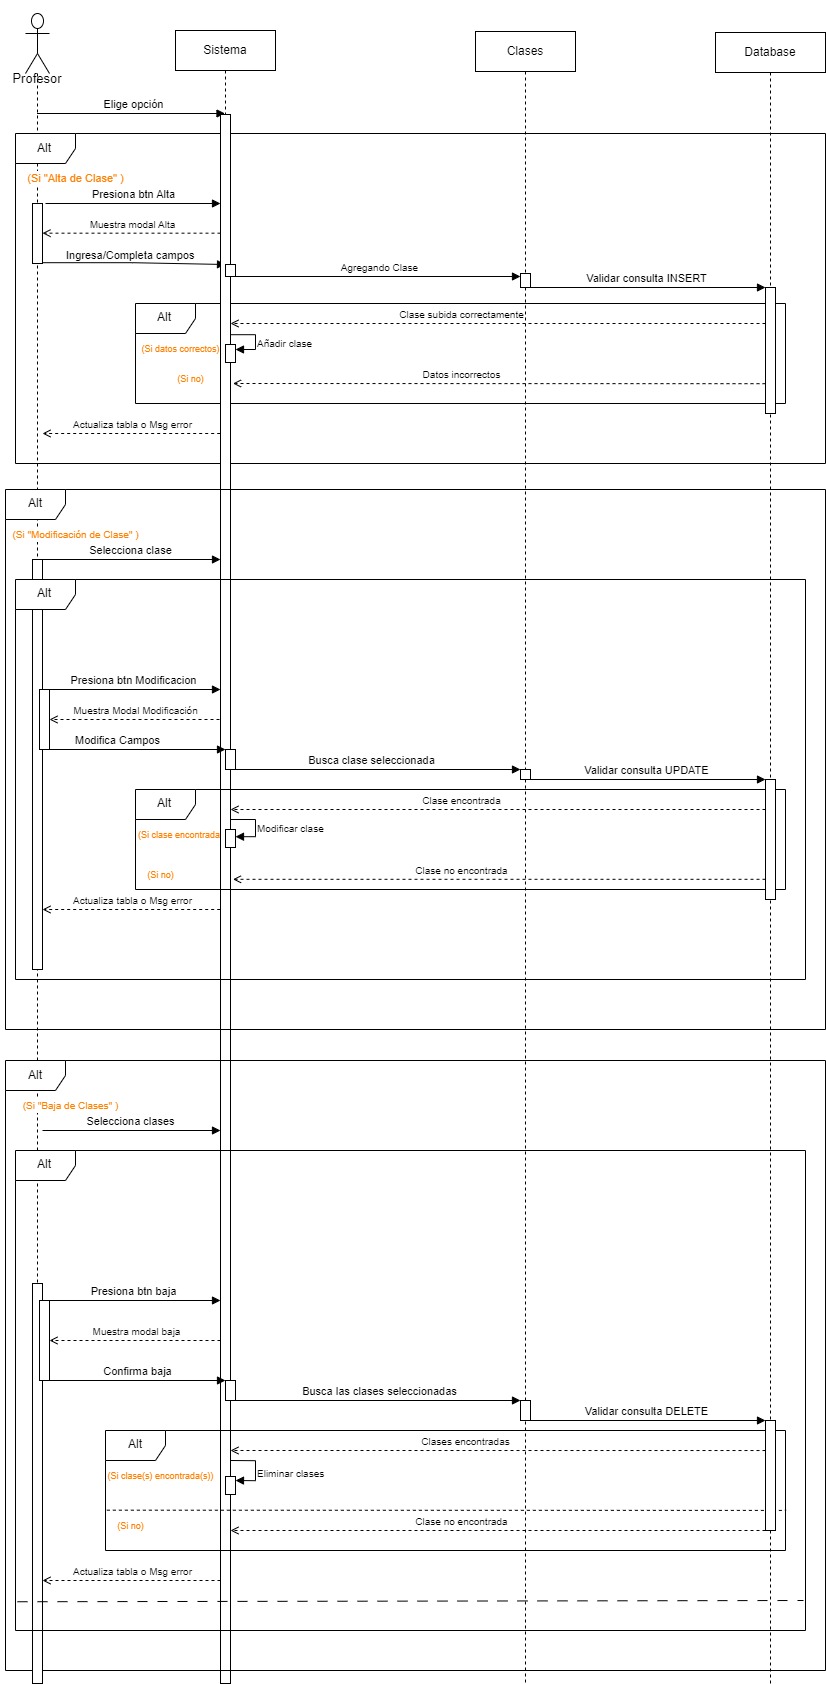 Profesor
Sistema
Clases
Database
Elige opción
Alt
(Si "Alta de Clase" )
Presiona btn Alta
Muestra modal Alta
Ingresa/Completa campos
Agregando Clase
Validar consulta INSERT
Alt
Clase subida correctamente
(Si datos correctos)
Añadir clase
(Si no)
Datos incorrectos
Actualiza tabla o Msg error
Alt
(Si "Modificación de Clase" )
Selecciona clase
Alt
Presiona btn Modificacion
Muestra Modal Modificación
Modifica Campos
Busca clase seleccionada
Validar consulta UPDATE
Alt
Clase encontrada
(Si clase encontrada
Modificar clase
(Si no)
Clase no encontrada
Actualiza tabla o Msg error
Alt
(Si "Baja de Clases" )
Selecciona clases
Alt
Presiona btn baja
Muestra modal baja
Confirma baja
Busca las clases seleccionadas
Validar consulta DELETE
Alt
Clases encontradas
(Si clase(s) encontrada(s))
Eliminar clases
(Si no)
Clase no encontrada
Actualiza tabla o Msg error